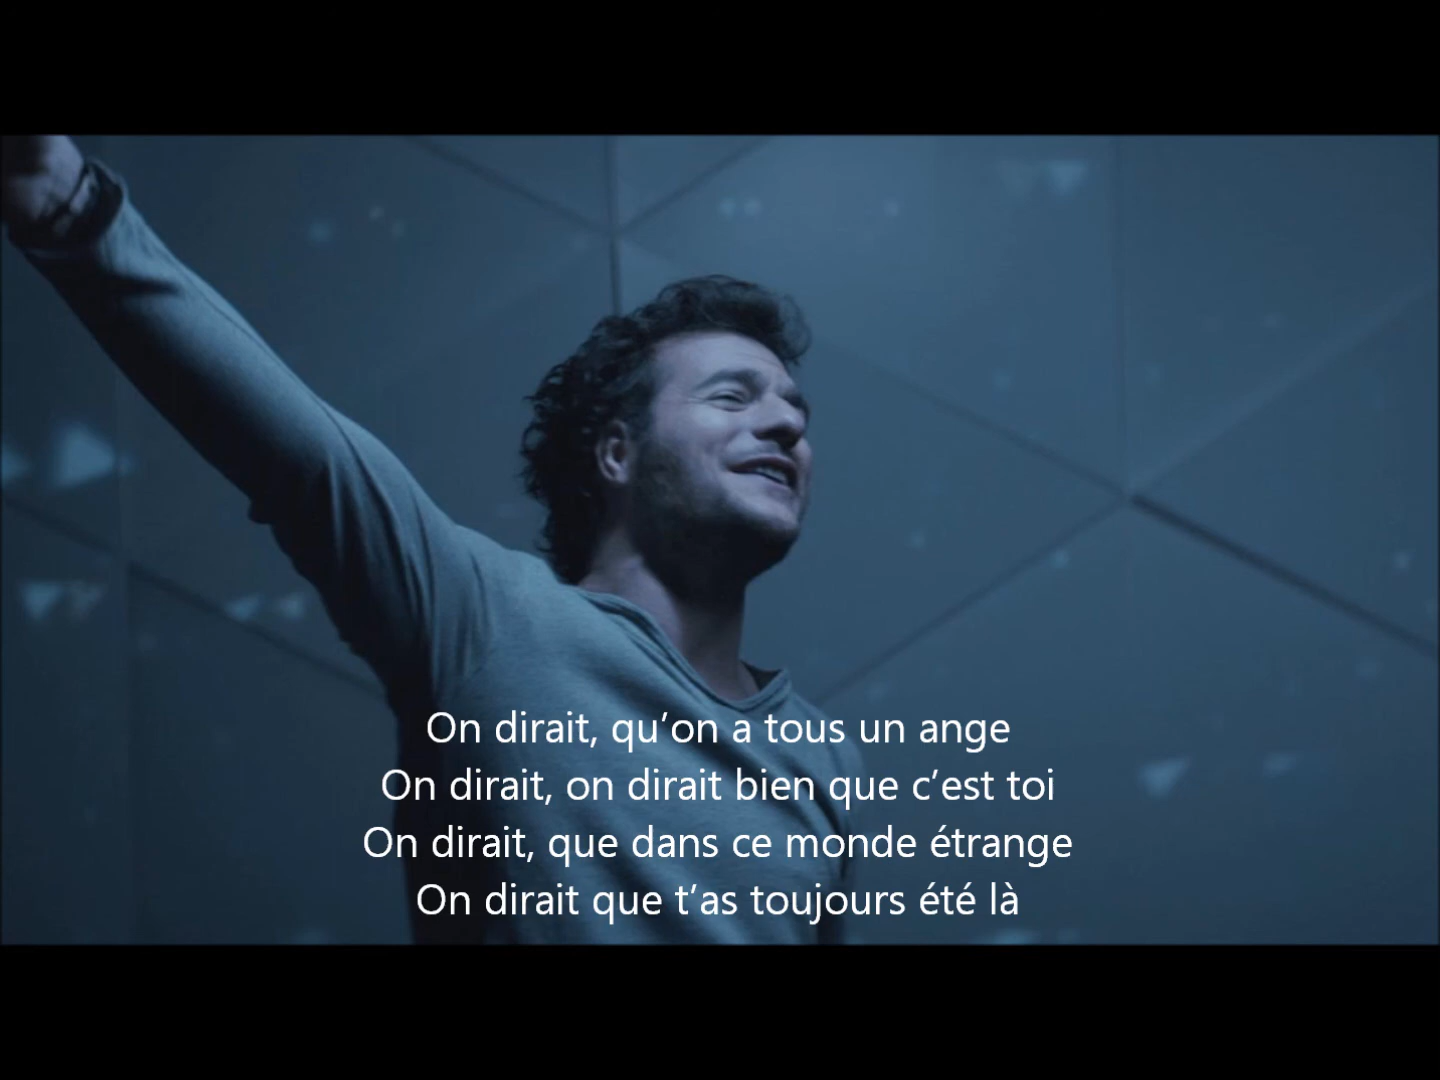 On dirait, qu’on a tous un ange
On dirait, on dirait bien que c’est toi
On dirait, que dans ce monde étrange
On dirait que t’as toujours été là